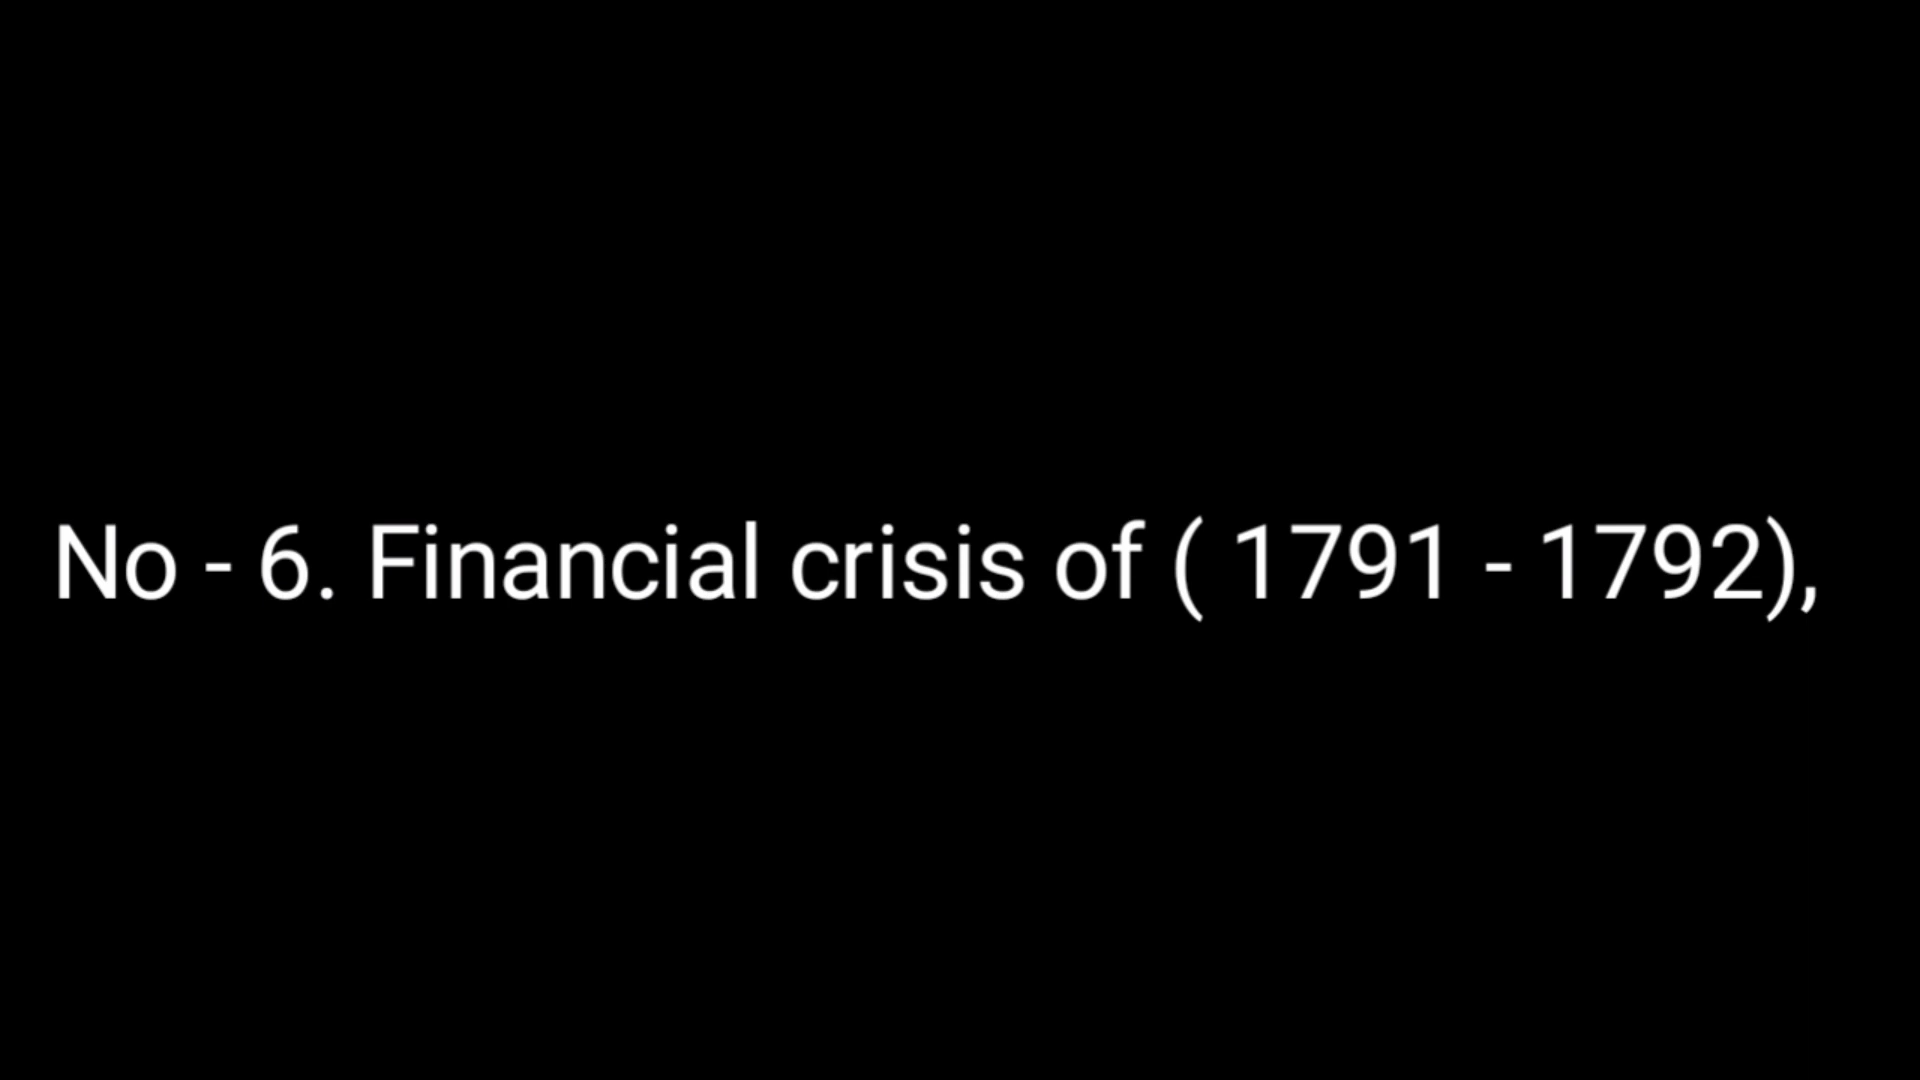 No - 6. Financial crisis of ( 1791 - 1792),